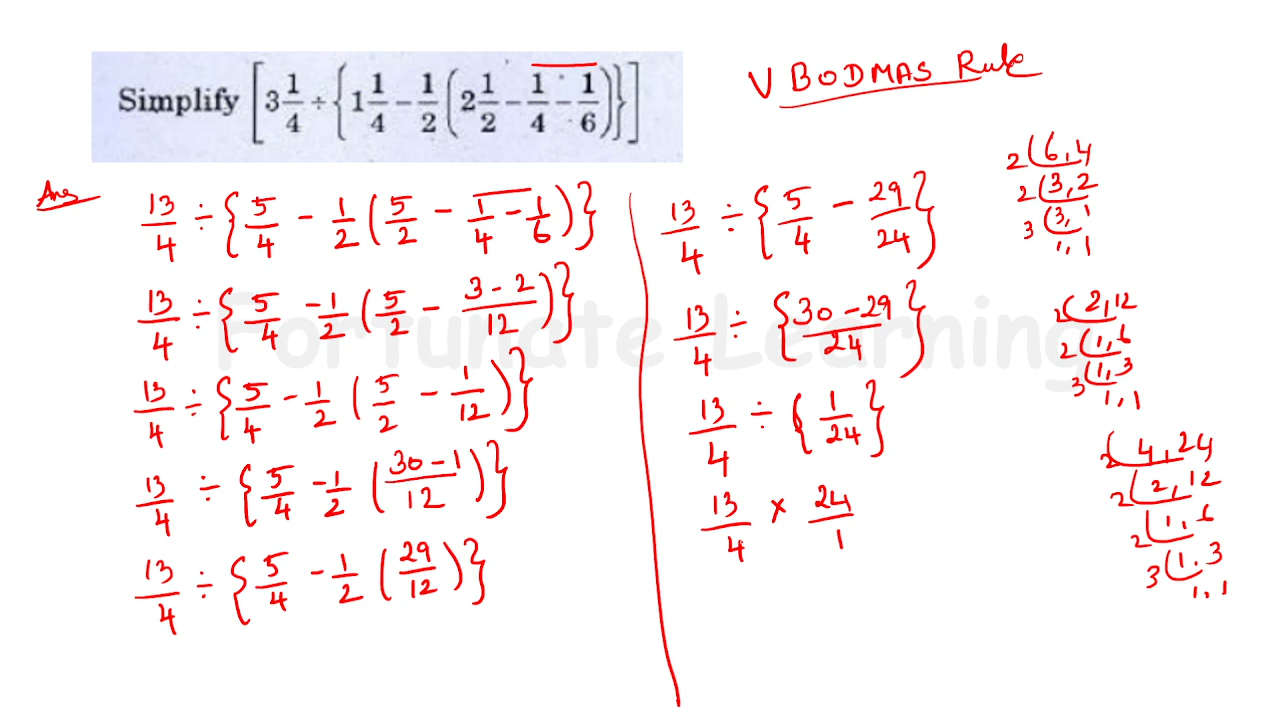 Simplify [3 1/4 ÷ {1 1/4 − 1/2 (2 1/2 − 1/4 − 1/6)}]
V BODMAS Rule
Ans
13/4 ÷ {5/4 − 1/2 (5/2 − 1/4 − 1/6)}
13/4 ÷ {5/4 − 1/2 (5/2 − (3 − 2)/12)}
13/4 ÷ {5/4 − 1/2 (5/2 − 1/12)}
13/4 ÷ {5/4 − 1/2 ((30 − 1)/12)}
13/4 ÷ {5/4 − 1/2 (29/12)}
13/4 ÷ {5/4 − 29/24}
13/4 ÷ {(30 − 29)/24}
13/4 ÷ {1/24}
13/4 × 24/1
2 ( 6, 4
2 ( 3, 2
3 ( 3, 1
1, 1
2 ( 2, 12
2 ( 1, 6
3 ( 1, 3
1, 1
2 ( 4, 24
2 ( 2, 12
2 ( 1, 6
3 ( 1, 3
1, 1
Fortunate Learning